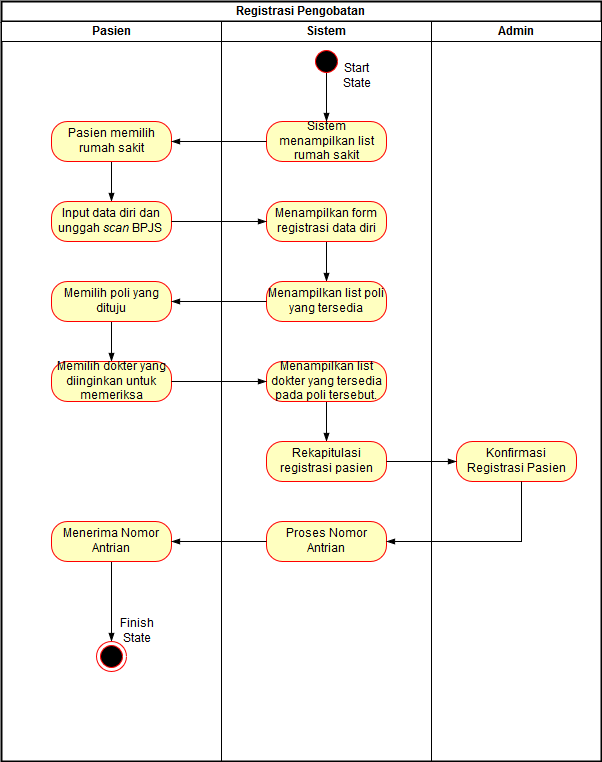 Registrasi Pengobatan
Pasien
Sistem
Admin
Start
State
Sistem
menampilkan list
rumah sakit
Pasien memilih
rumah sakit
Input data diri dan
unggah scan BPJS
Menampilkan form
registrasi data diri
Menampilkan list poli
yang tersedia
Memilih poli yang
dituju
Memilih dokter yang
diinginkan untuk
memeriksa
Menampilkan list
dokter yang tersedia
pada poli tersebut.
Rekapitulasi
registrasi pasien
Konfirmasi
Registrasi Pasien
Proses Nomor
Antrian
Menerima Nomor
Antrian
Finish
State